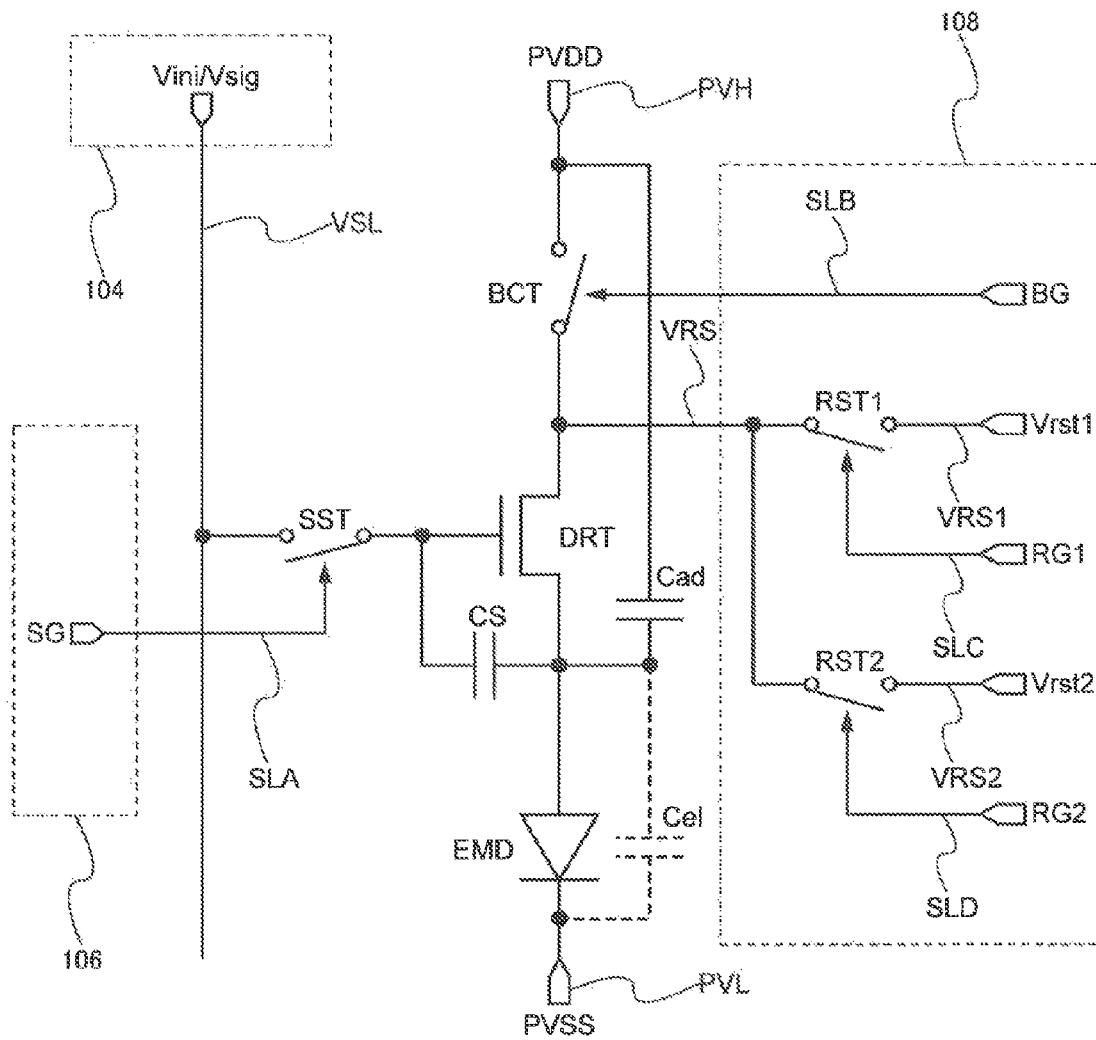 108
Vini/Vsig
PVDD
PVH
SLB
VSL
104
BCT
BG
VRS
RST1
Vrst1
SST
VRS1
DRT
RG1
Cad
CS
SG
SLC
RST2
Vrst2
SLA
VRS2
Cel
RG2
EMD
SLD
106
PVL
PVSS